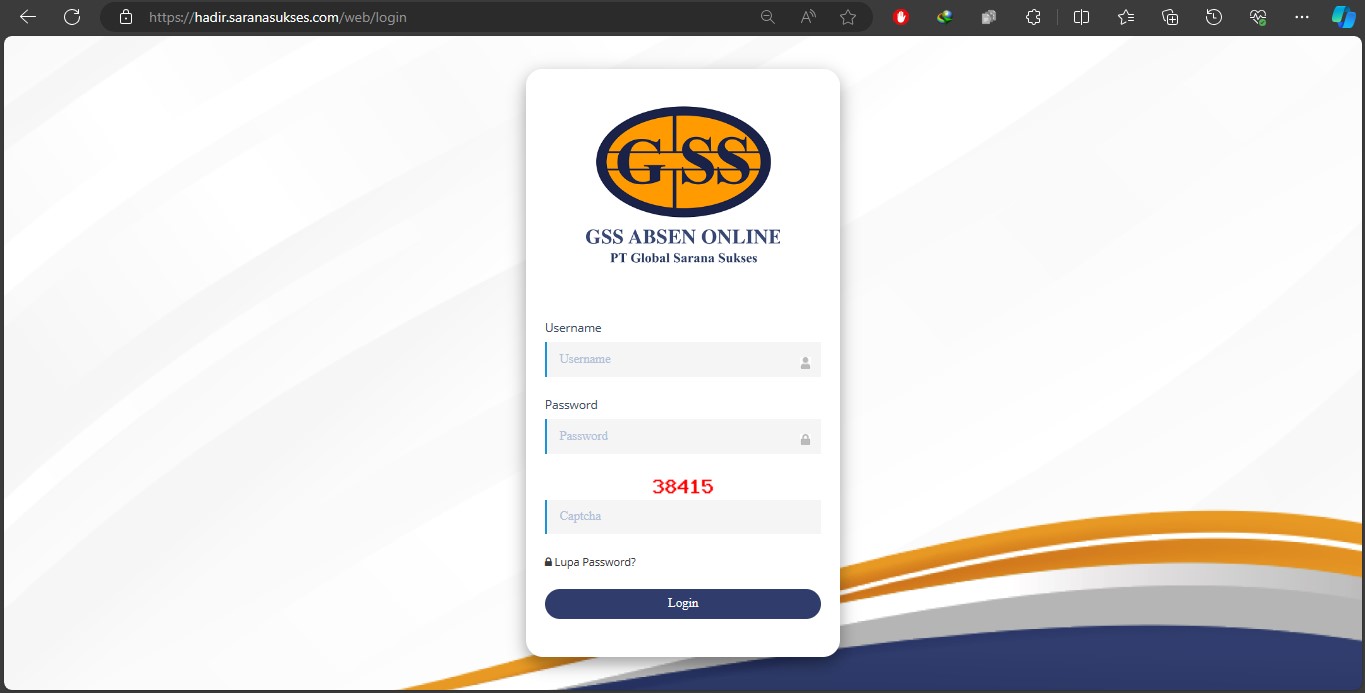 https://hadir.saranasukses.com/web/login
GSS
GSS ABSEN ONLINE
PT Global Sarana Sukses
Username
Username
Password
Password
38415
Captcha
Lupa Password?
Login